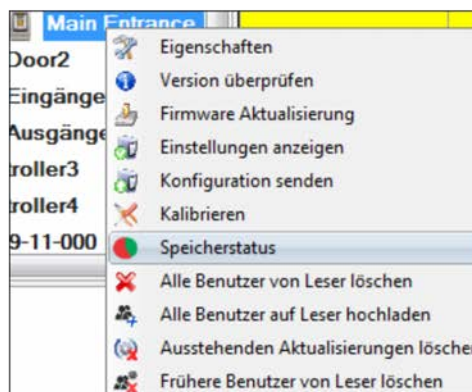 Main Entrance
Door2
Eingänge
Ausgänge
troller3
troller4
9-11-000
Eigenschaften
Version überprüfen
Firmware Aktualisierung
Einstellungen anzeigen
Konfiguration senden
Kalibrieren
Speicherstatus
Alle Benutzer von Leser löschen
Alle Benutzer auf Leser hochladen
Ausstehenden Aktualisierungen lösche
Frühere Benutzer von Leser löschen